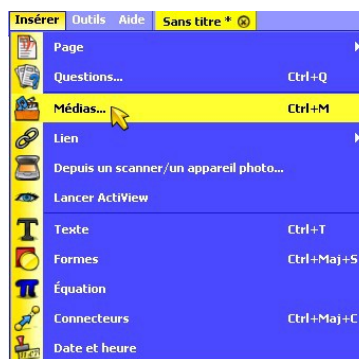 Insérer Outils Aide Sans titre *
Page
Questions... Ctrl+Q
Médias... Ctrl+M
Lien
Depuis un scanner/un appareil photo...
Lancer ActiView
Texte Ctrl+T
Formes Ctrl+Maj+S
Équation
Connecteurs Ctrl+Maj+C
Date et heure